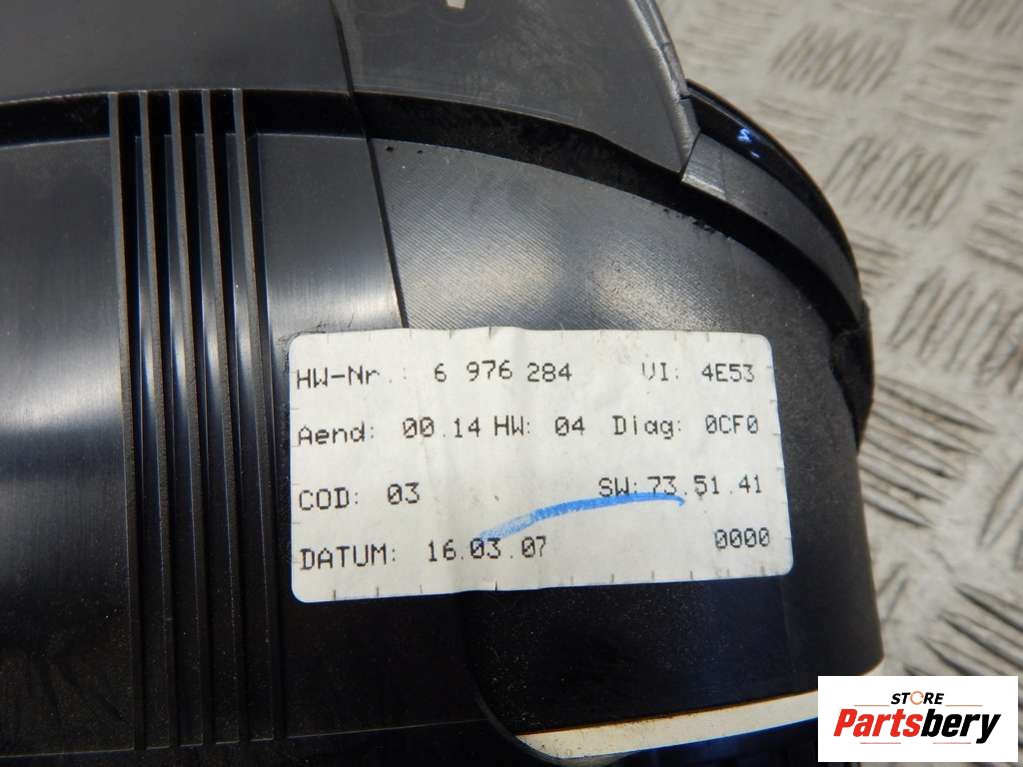 HW-Nr.: 6 976 284 VI: 4E53
Aend: 00.14 HW: 04 Diag: 0CF0
COD: 03 SW: 73.51.41
DATUM: 16.03.07 0000
STORE
Partsbery